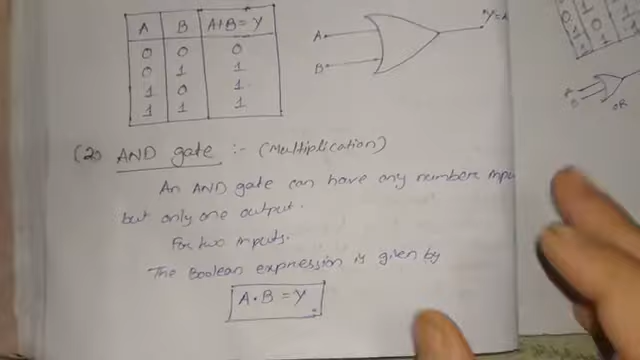 A B A+B=Y
0 0 0
0 1 1
1 0 1
1 1 1
A
B
(2) AND gate :- (Multiplication)
An AND gate can have any numbers
but only one output.
For two inputs.
The Boolean expression is given by
A·B = Y
OR